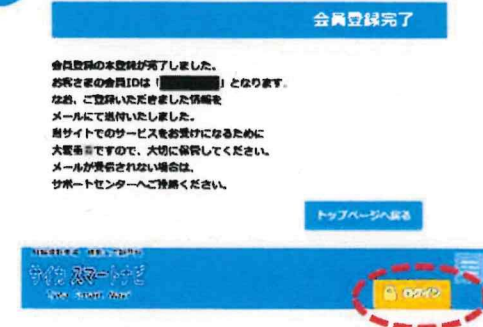 会員登録完了
会員登録の本登録が完了しました。
お客さまの会員IDは「 」となります。
なお、ご登録いただきました情報を
メールにて送付いたしました。
当サイトでのサービスをお受けになるために
大変重要ですので、大切に保管してください。
メールが受信されない場合は、
サポートセンターへご連絡ください。
トップページへ戻る
サイカ スマートナビ
ログイン